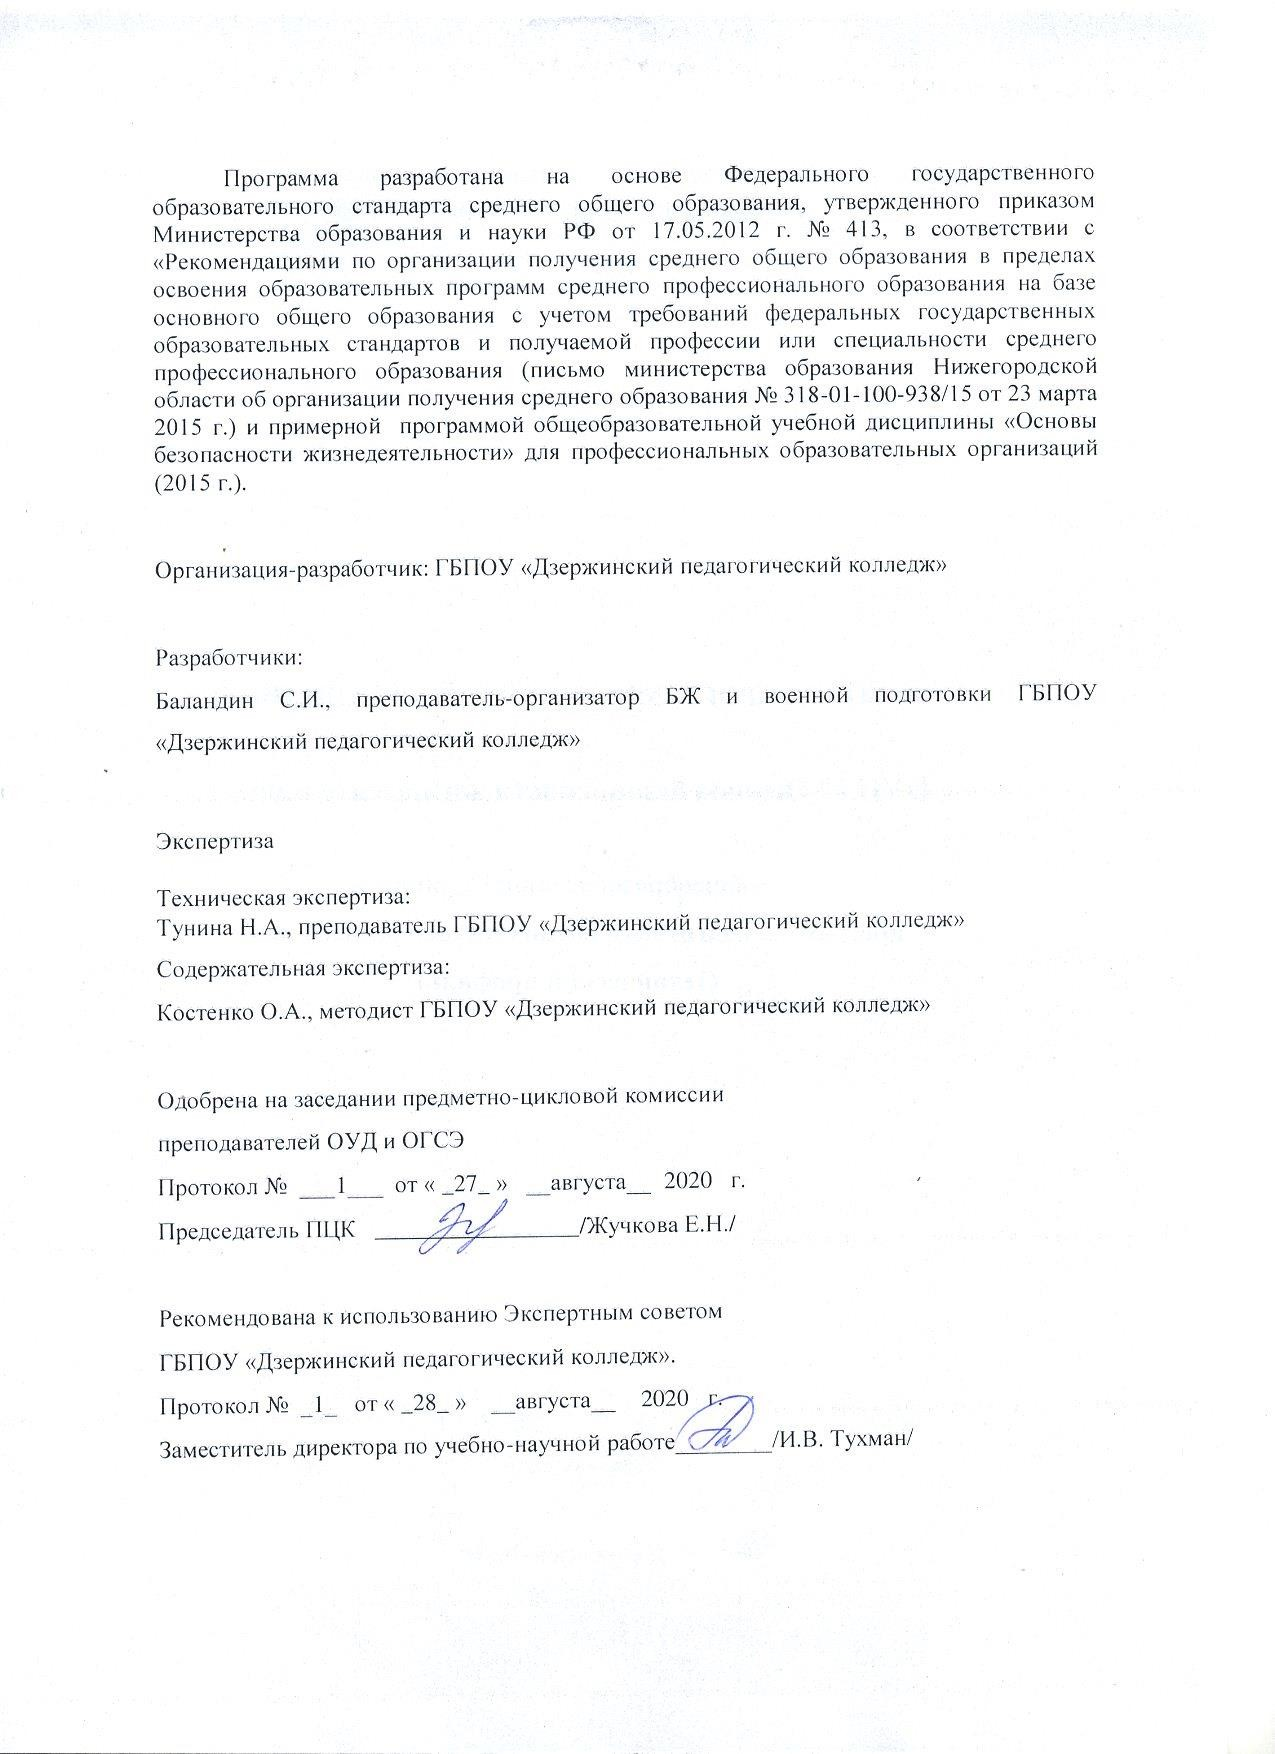 Программа разработана на основе Федерального государственного
образовательного стандарта среднего общего образования, утвержденного приказом
Министерства образования и науки РФ от 17.05.2012 г. № 413, в соответствии с
«Рекомендациями по организации получения среднего общего образования в пределах
освоения образовательных программ среднего профессионального образования на базе
основного общего образования с учетом требований федеральных государственных
образовательных стандартов и получаемой профессии или специальности среднего
профессионального образования (письмо министерства образования Нижегородской
области об организации получения среднего образования № 318-01-100-938/15 от 23 марта
2015 г.) и примерной программой общеобразовательной учебной дисциплины «Основы
безопасности жизнедеятельности» для профессиональных образовательных организаций
(2015 г.).
Организация-разработчик: ГБПОУ «Дзержинский педагогический колледж»
Разработчики:
Баландин С.И., преподаватель-организатор БЖ и военной подготовки ГБПОУ
«Дзержинский педагогический колледж»
Экспертиза
Техническая экспертиза:
Тунина Н.А., преподаватель ГБПОУ «Дзержинский педагогический колледж»
Содержательная экспертиза:
Костенко О.А., методист ГБПОУ «Дзержинский педагогический колледж»
Одобрена на заседании предметно-цикловой комиссии
преподавателей ОУД и ОГСЭ
Протокол № ___1___ от « _27_ » __августа__ 2020 г.
Председатель ПЦК _________________/Жучкова Е.Н./
Рекомендована к использованию Экспертным советом
ГБПОУ «Дзержинский педагогический колледж».
Протокол № _1_ от « _28_ » __августа__ 2020 г.
Заместитель директора по учебно-научной работе________/И.В. Тухман/